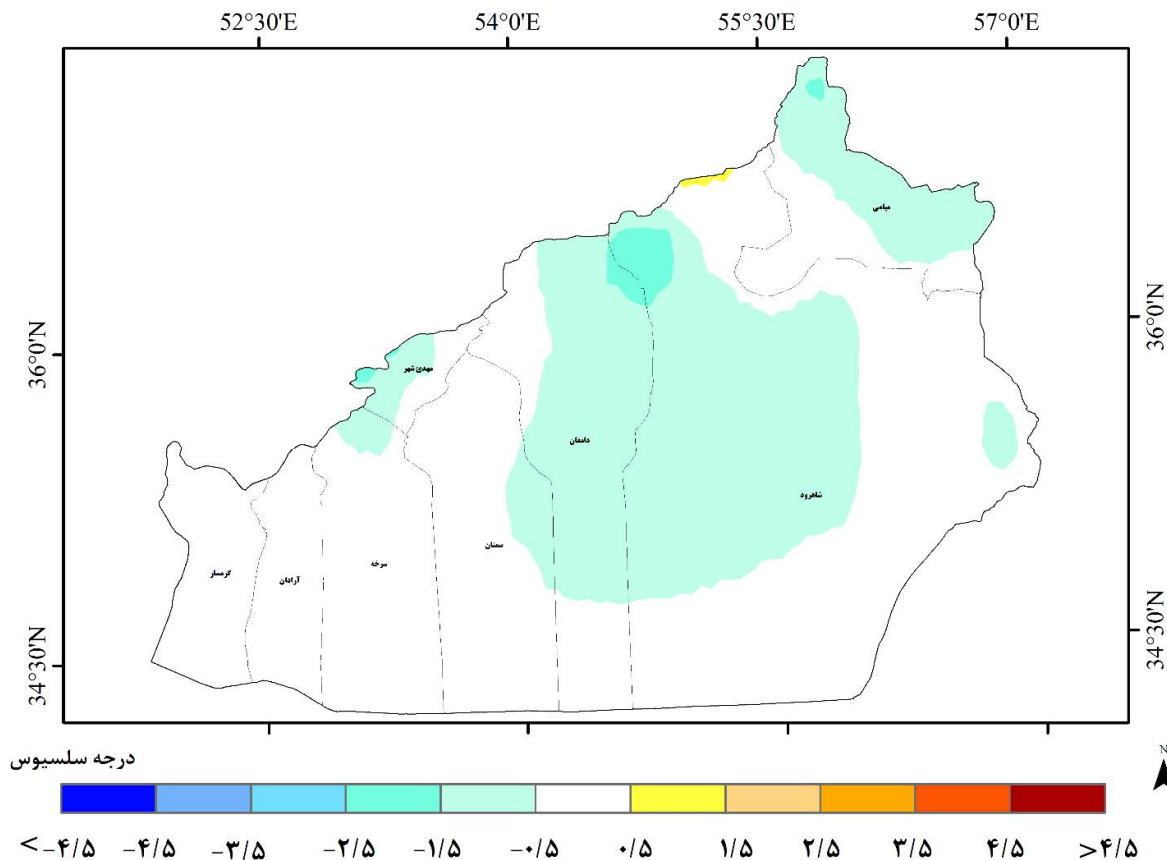 52°30'E 54°0'E 55°30'E 57°0'E
میامی
36°0'N 36°0'N
مهدی شهر
دامغان
شاهرود
سمنان
سرخه
آرادان
گرمسار
34°30'N 34°30'N
درجه سلسیوس
N
<-۴/۵ -۴/۵ -۳/۵ -۲/۵ -۱/۵ -۰/۵ ۰/۵ ۱/۵ ۲/۵ ۳/۵ ۴/۵ >۴/۵